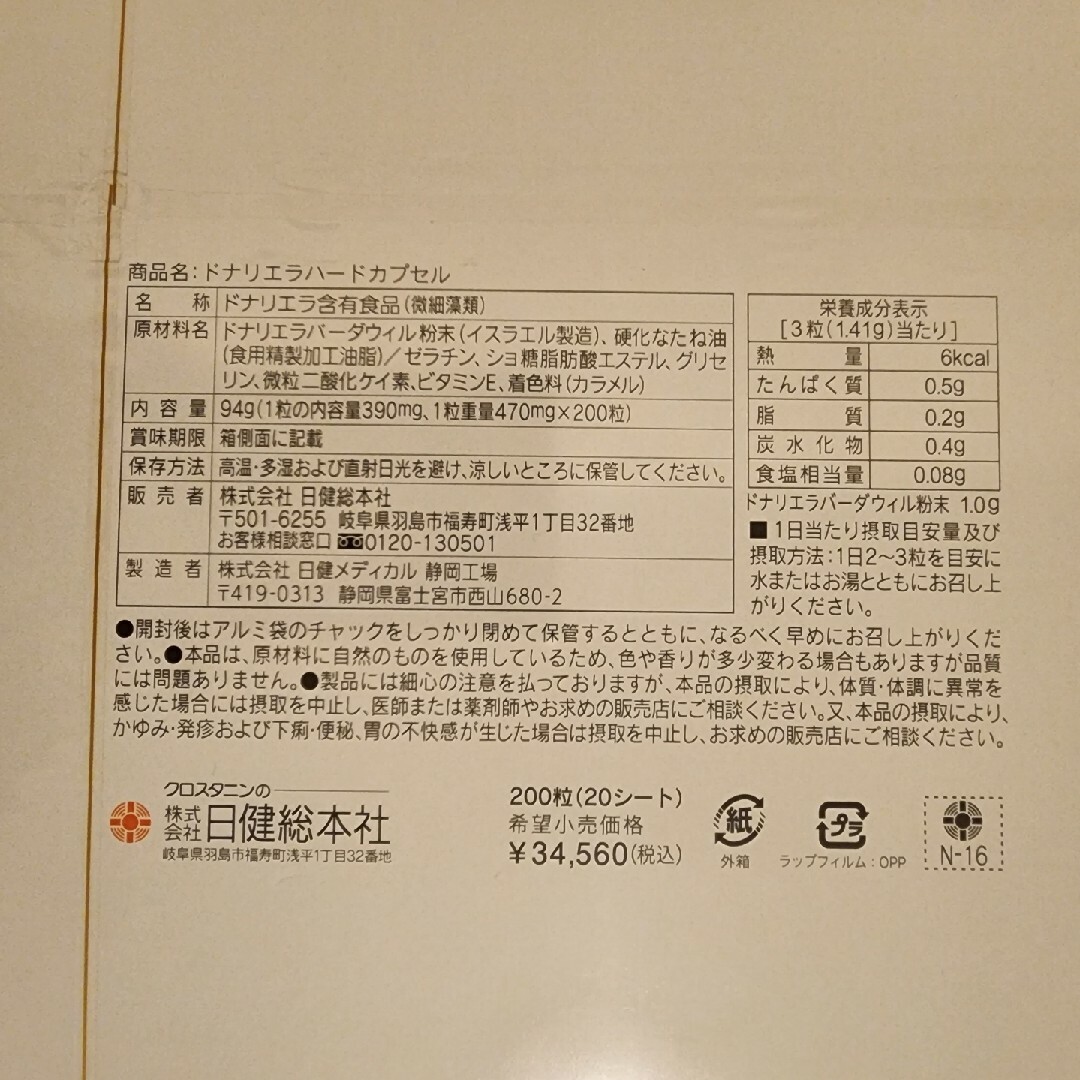 商品名:ドナリエラハードカプセル
名称 ドナリエラ含有食品(微細藻類)
原材料名 ドナリエラバーダウィル粉末(イスラエル製造)、硬化なたね油
(食用精製加工油脂)/ゼラチン、ショ糖脂肪酸エステル、グリセ
リン、微粒二酸化ケイ素、ビタミンE、着色料(カラメル)
内容量 94g(1粒の内容量390mg、1粒重量470mg×200粒)
賞味期限 箱側面に記載
保存方法 高温・多湿および直射日光を避け、涼しいところに保管してください。
販売者 株式会社 日健総本社
〒501-6255 岐阜県羽島市福寿町浅平1丁目32番地
お客様相談窓口 0120-130501
製造者 株式会社 日健メディカル 静岡工場
〒419-0313 静岡県富士宮市西山680-2
栄養成分表示
[3粒(1.41g)当たり]
熱量 6kcal
たんぱく質 0.5g
脂質 0.2g
炭水化物 0.4g
食塩相当量 0.08g
ドナリエラバーダウィル粉末 1.0g
■1日当たり摂取目安量及び
摂取方法:1日2〜3粒を目安に
水またはお湯とともにお召し上
がりください。
●開封後はアルミ袋のチャックをしっかり閉めて保管するとともに、なるべく早めにお召し上がりくだ
さい。●本品は、原材料に自然のものを使用しているため、色や香りが多少変わる場合もありますが品質
には問題ありません。●製品には細心の注意を払っておりますが、本品の摂取により、体質・体調に異常を
感じた場合には摂取を中止し、医師または薬剤師やお求めの販売店にご相談ください。又、本品の摂取により、
かゆみ・発疹および下痢・便秘、胃の不快感が生じた場合は摂取を中止し、お求めの販売店にご相談ください。
クロスタニンの
株式会社 日健総本社
岐阜県羽島市福寿町浅平1丁目32番地
200粒(20シート)
希望小売価格
¥34,560(税込)
紙
外箱
プラ
ラップフィルム:OPP
N-16